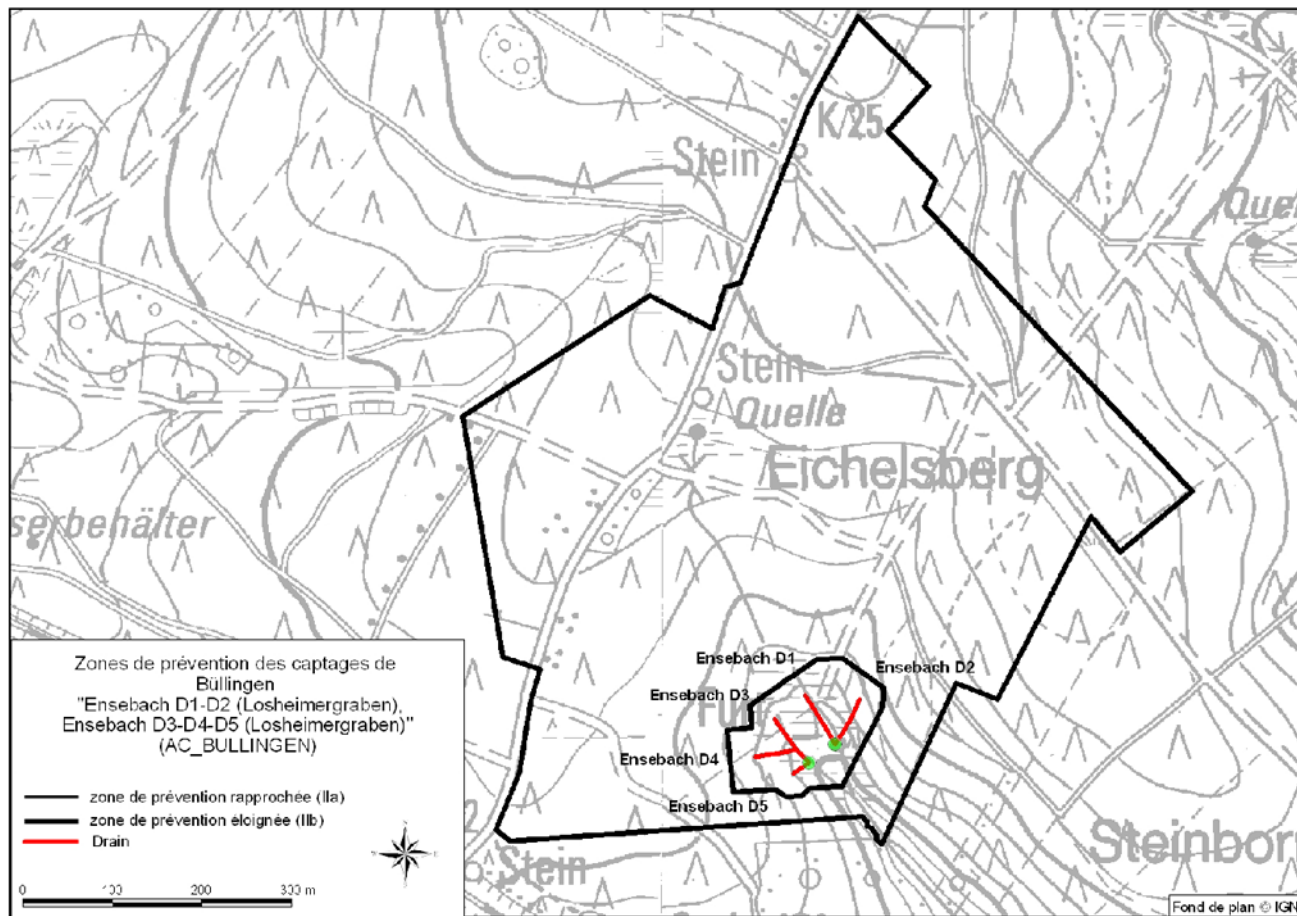 K 25
Stein
Stein
Quelle
Eichelsberg
serbehälter
Ensebach D1
Ensebach D2
Ensebach D3
Ensebach D4
Ensebach D5
Steinborn
Stein
Zones de prévention des captages de
Büllingen
"Ensebach D1-D2 (Losheimergraben),
Ensebach D3-D4-D5 (Losheimergraben)"
(AC_BULLINGEN)
zone de prévention rapprochée (IIa)
zone de prévention éloignée (IIb)
Drain
0 100 200 300 m
Fond de plan © IGN